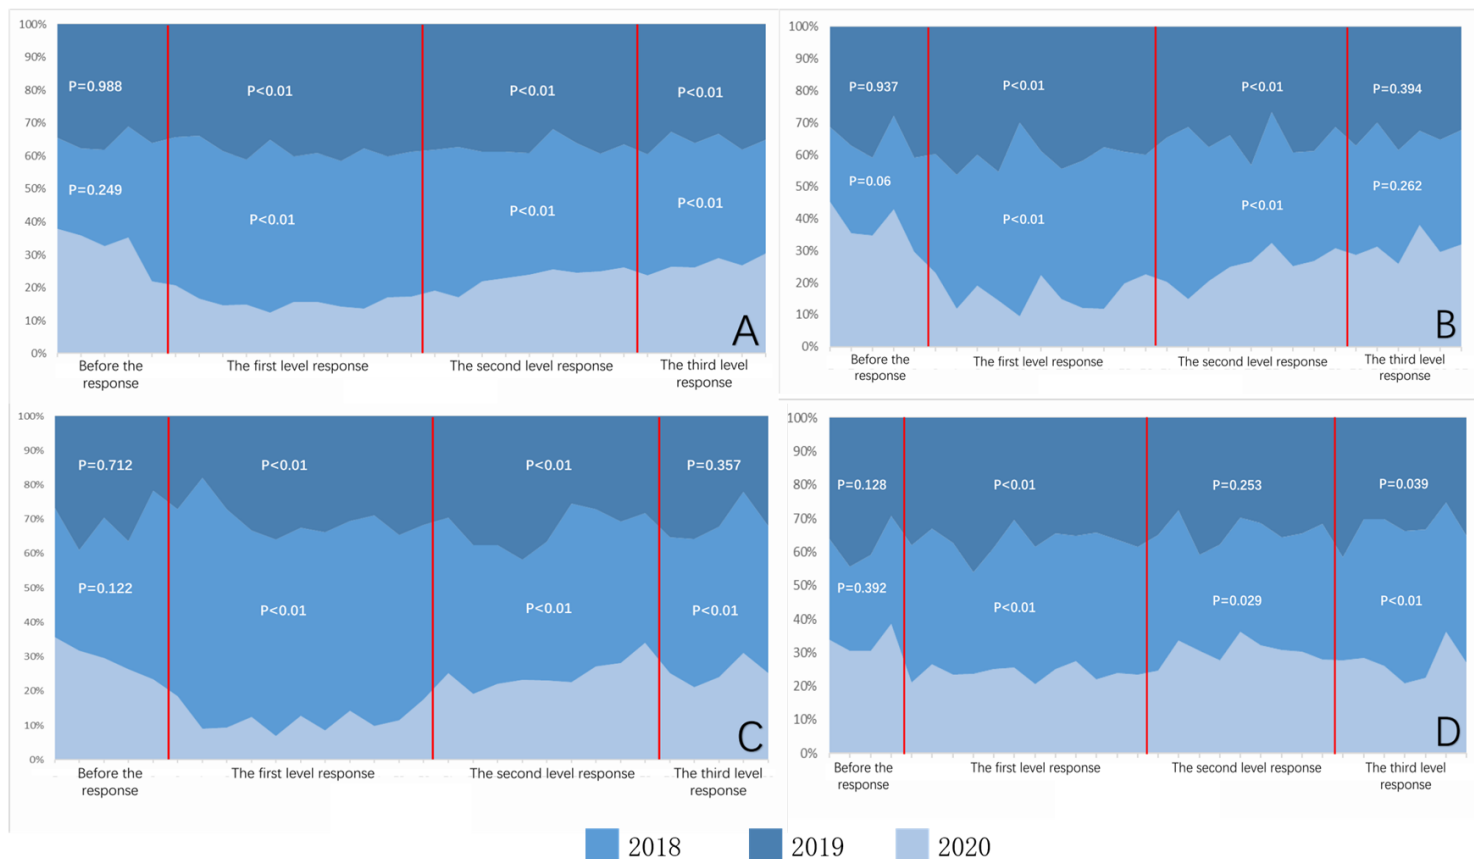 100%
90%
80%
70%
60%
50%
40%
30%
20%
10%
0%
P=0.988
P<0.01
P<0.01
P<0.01
P=0.249
P<0.01
P<0.01
P<0.01
A
Before the
response
The first level response
The second level response
The third level
response
100%
90%
80%
70%
60%
50%
40%
30%
20%
10%
0%
P=0.937
P<0.01
P<0.01
P=0.394
P=0.06
P<0.01
P<0.01
P=0.262
B
Before the
response
The first level response
The second level response
The third level
response
100%
90%
80%
70%
60%
50%
40%
30%
20%
10%
0%
P=0.712
P<0.01
P<0.01
P=0.357
P=0.122
P<0.01
P<0.01
P<0.01
C
Before the
response
The first level response
The second level response
The third level
response
100%
90%
80%
70%
60%
50%
40%
30%
20%
10%
0%
P=0.128
P<0.01
P=0.253
P=0.039
P=0.392
P<0.01
P=0.029
P<0.01
D
Before the
response
The first level response
The second level response
The third level
response
2018
2019
2020